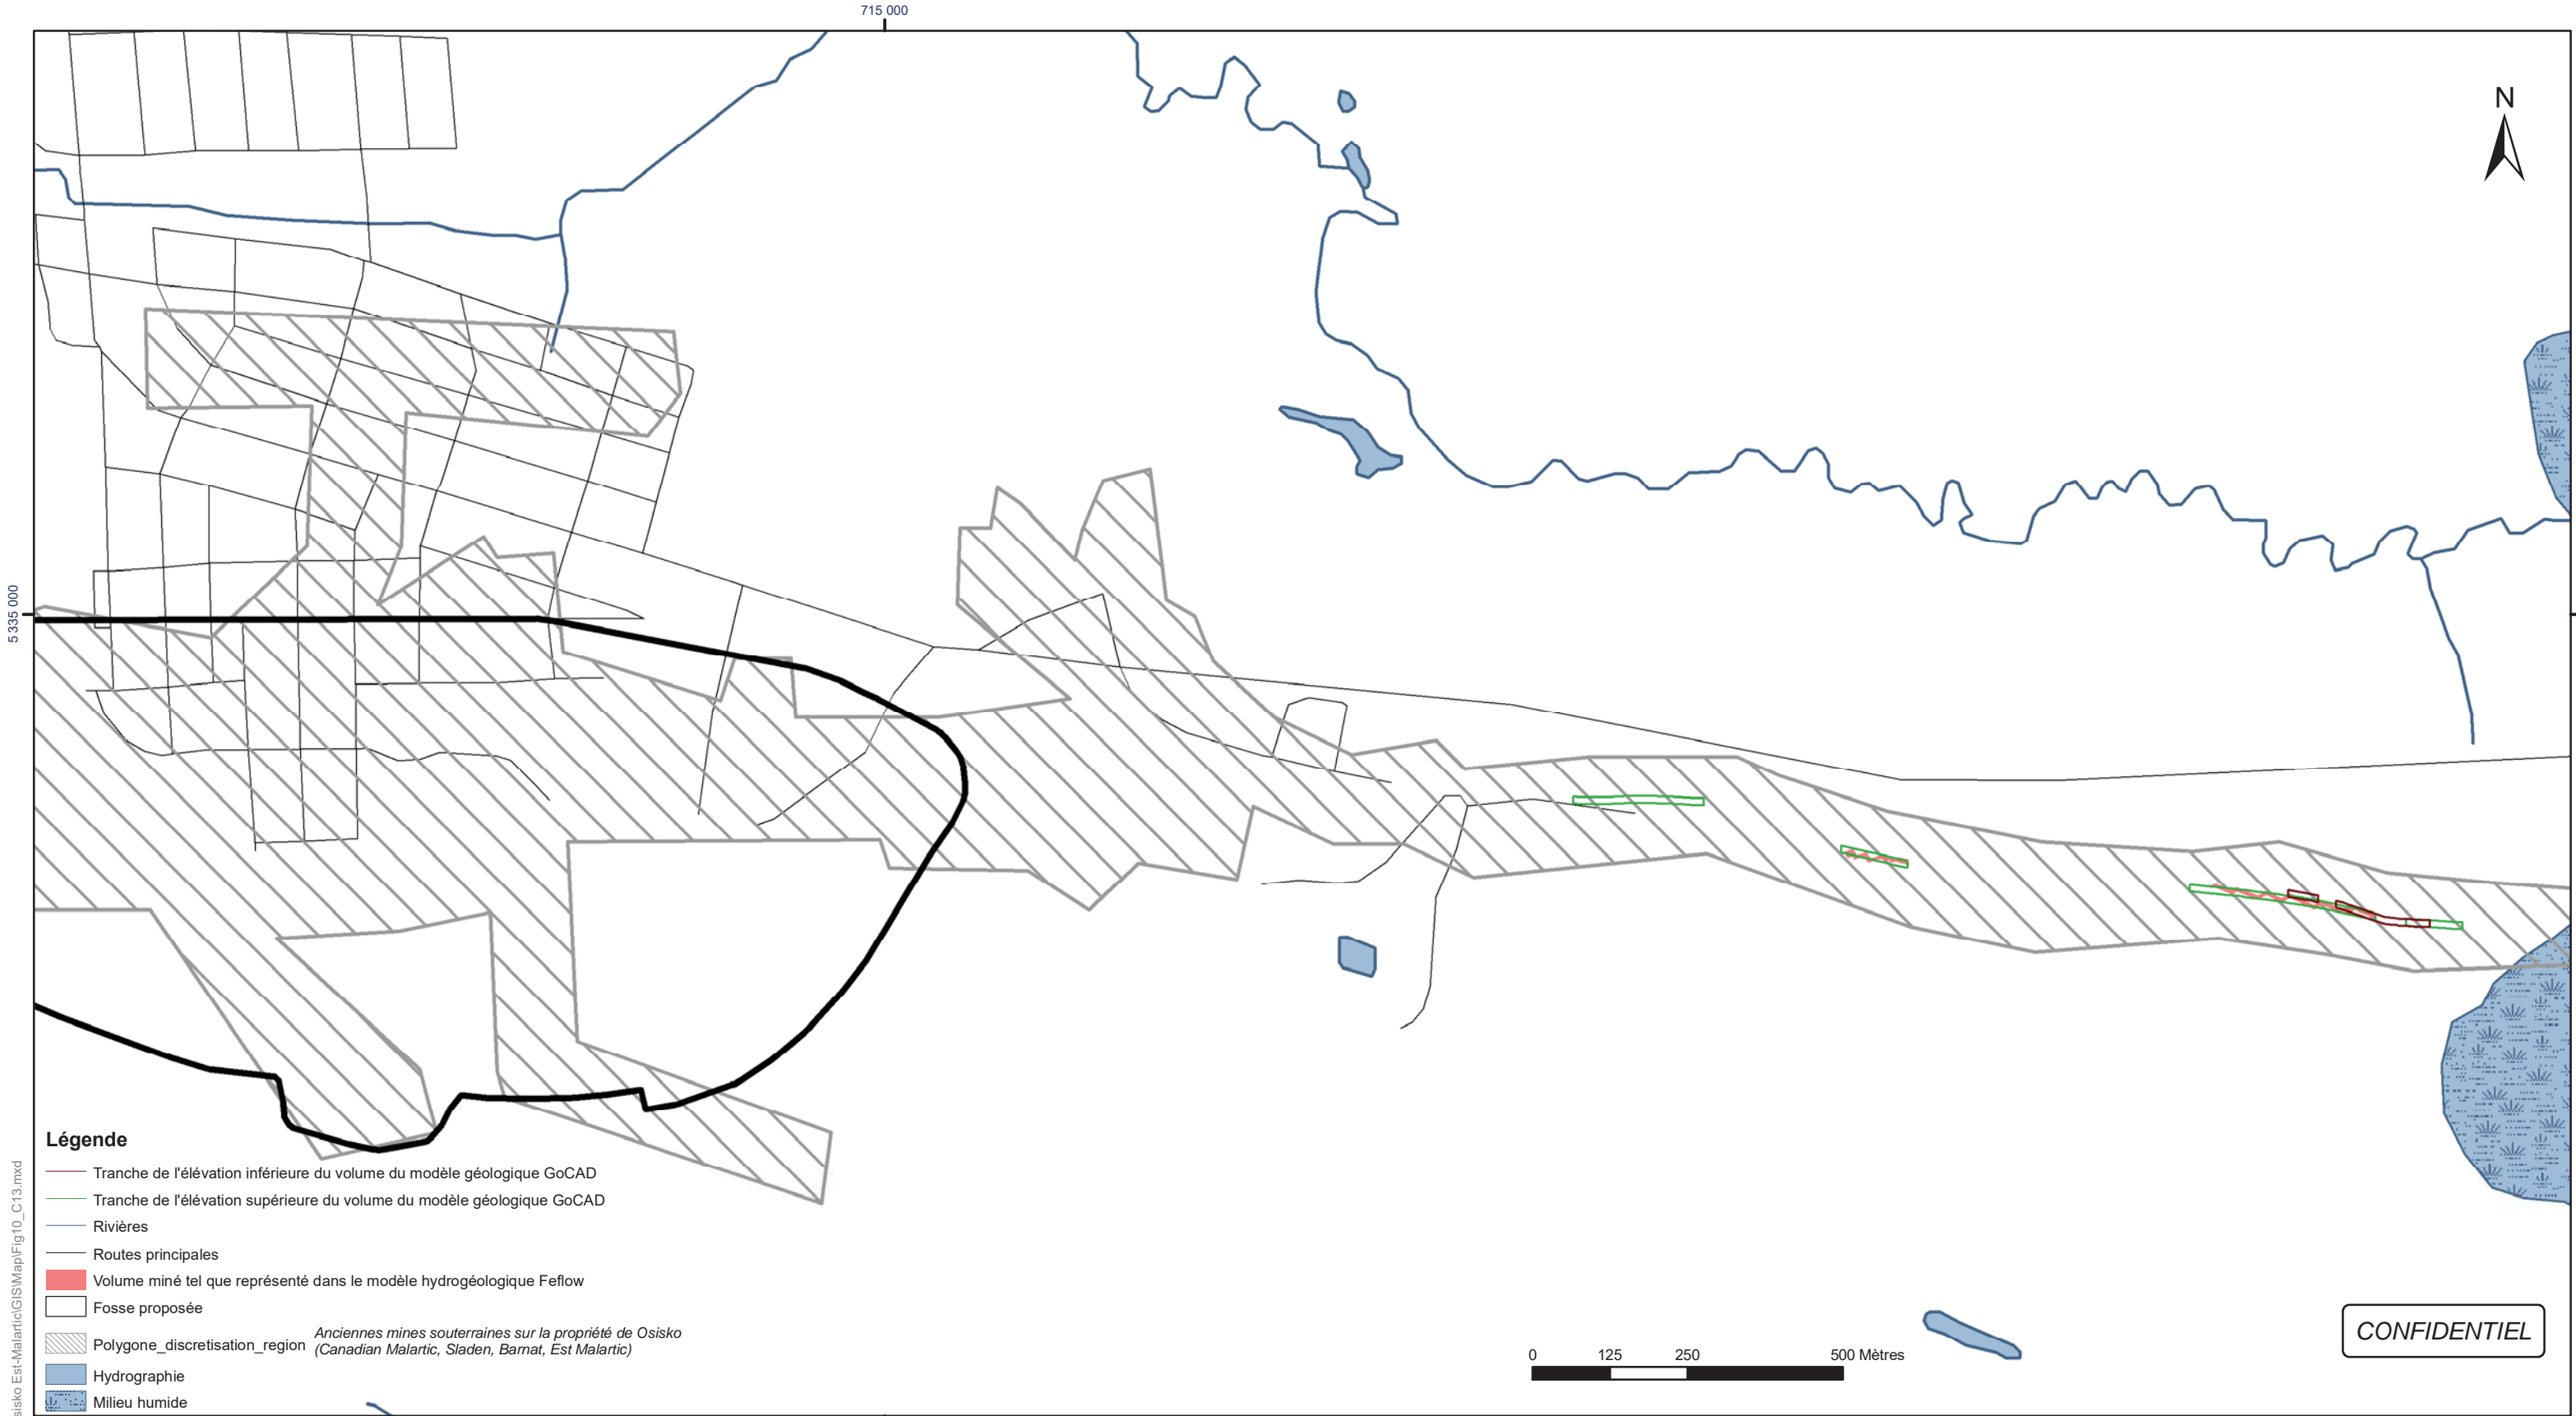 715 000
N
5 335 000
Légende
Tranche de l'élévation inférieure du volume du modèle géologique GoCAD
Tranche de l'élévation supérieure du volume du modèle géologique GoCAD
Rivières
Routes principales
Volume miné tel que représenté dans le modèle hydrogéologique Feflow
Fosse proposée
Polygone_discretisation_region
Anciennes mines souterraines sur la propriété de Osisko
(Canadian Malartic, Sladen, Barnat, Est Malartic)
Hydrographie
Milieu humide
0 125 250 500 Mètres
CONFIDENTIEL
sisko Est-Malartic\GIS\Map\Fig10_C13.mxd